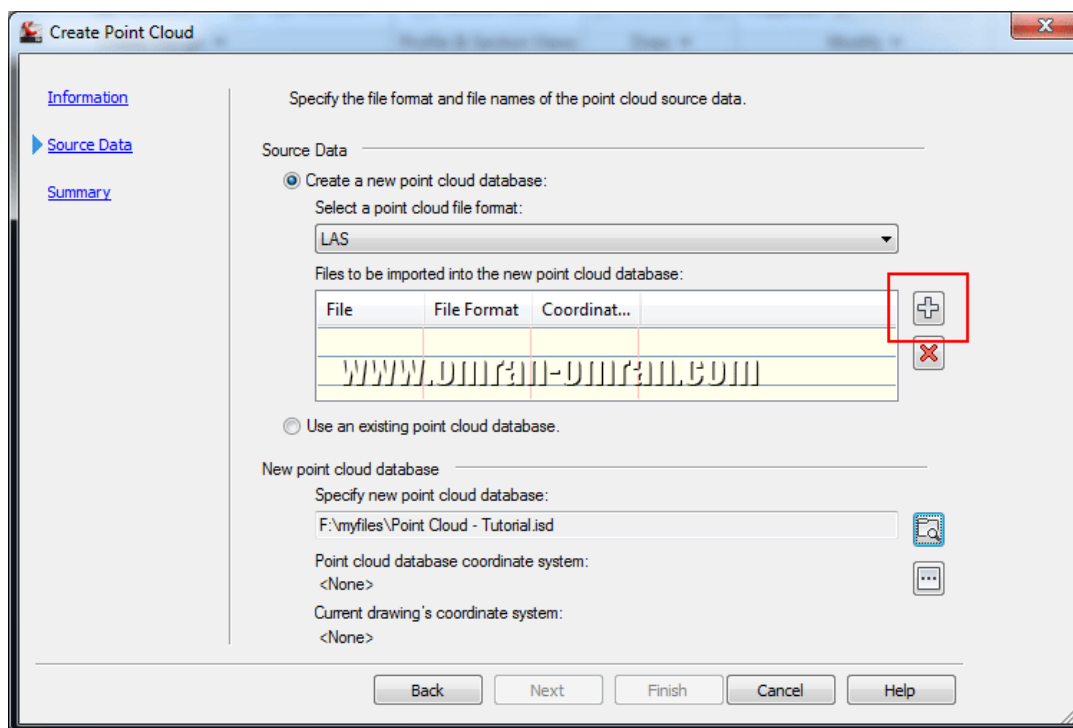 Create Point Cloud
Information
Source Data
Summary
Specify the file format and file names of the point cloud source data.
Source Data
Create a new point cloud database:
Select a point cloud file format:
LAS
Files to be imported into the new point cloud database:
File File Format Coordinat...
www.omran-omran.com
Use an existing point cloud database.
New point cloud database
Specify new point cloud database:
F:\myfiles\Point Cloud - Tutorial.isd
Point cloud database coordinate system:
<None>
Current drawing's coordinate system:
<None>
Back Next Finish Cancel Help